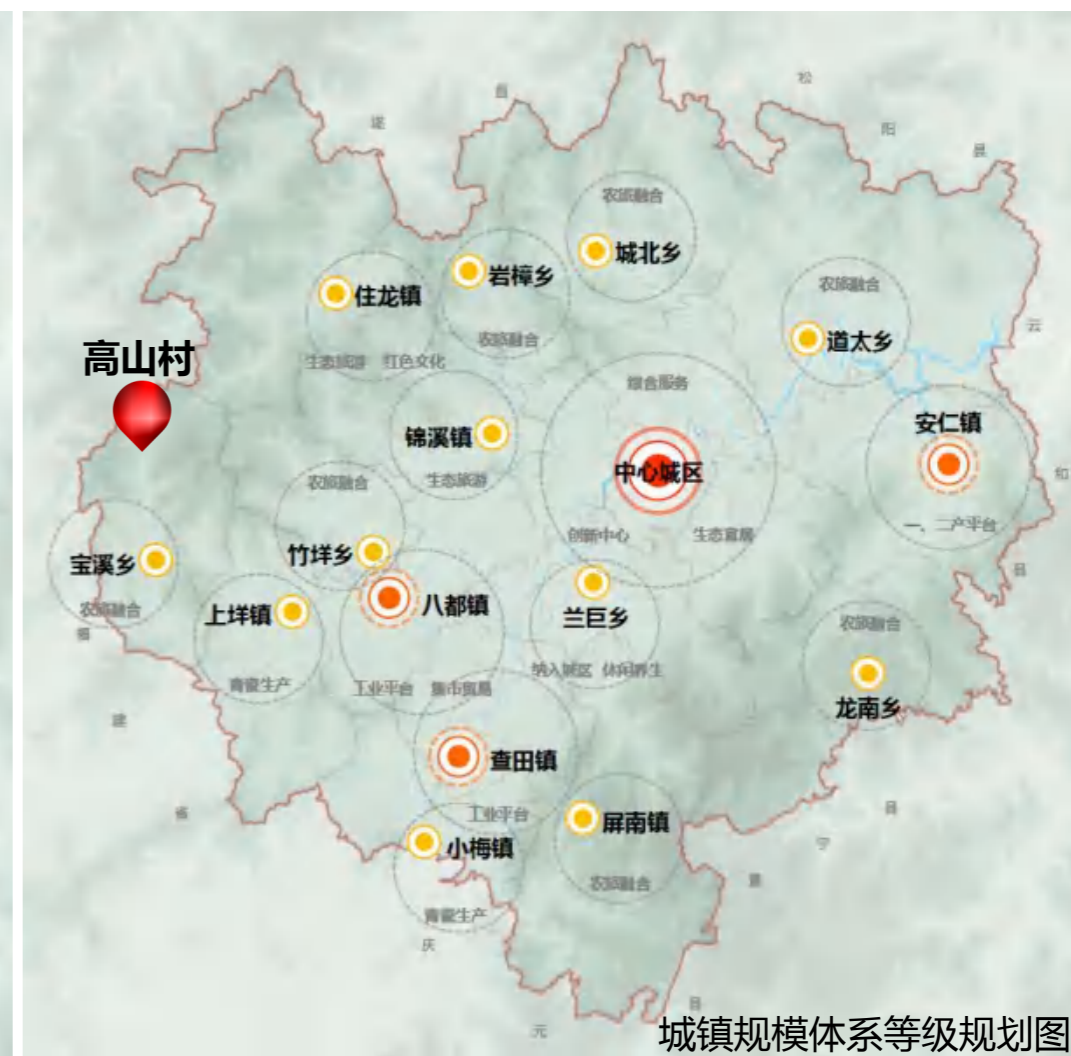 松
昌
遂
阳
县
农旅融合
城北乡
岩樟乡
农旅融合
住龙镇
农旅融合
生态旅游 红色文化
道太乡
云
高山村
综合服务
锦溪镇
生态旅游
安仁镇
中心城区
和
农旅融合
创新中心
生态宜居
一、二产平台
竹垟乡
宝溪乡
农旅融合
八都镇
兰巨乡
县
上垟镇
青瓷生产
农旅融合
福
工业平台 集市贸易
纳入城区 休闲养生
龙南乡
建
查田镇
省
工业平台
屏南镇
县
小梅镇
宁
农旅融合
景
青瓷生产
庆
县
元
城镇规模体系等级规划图